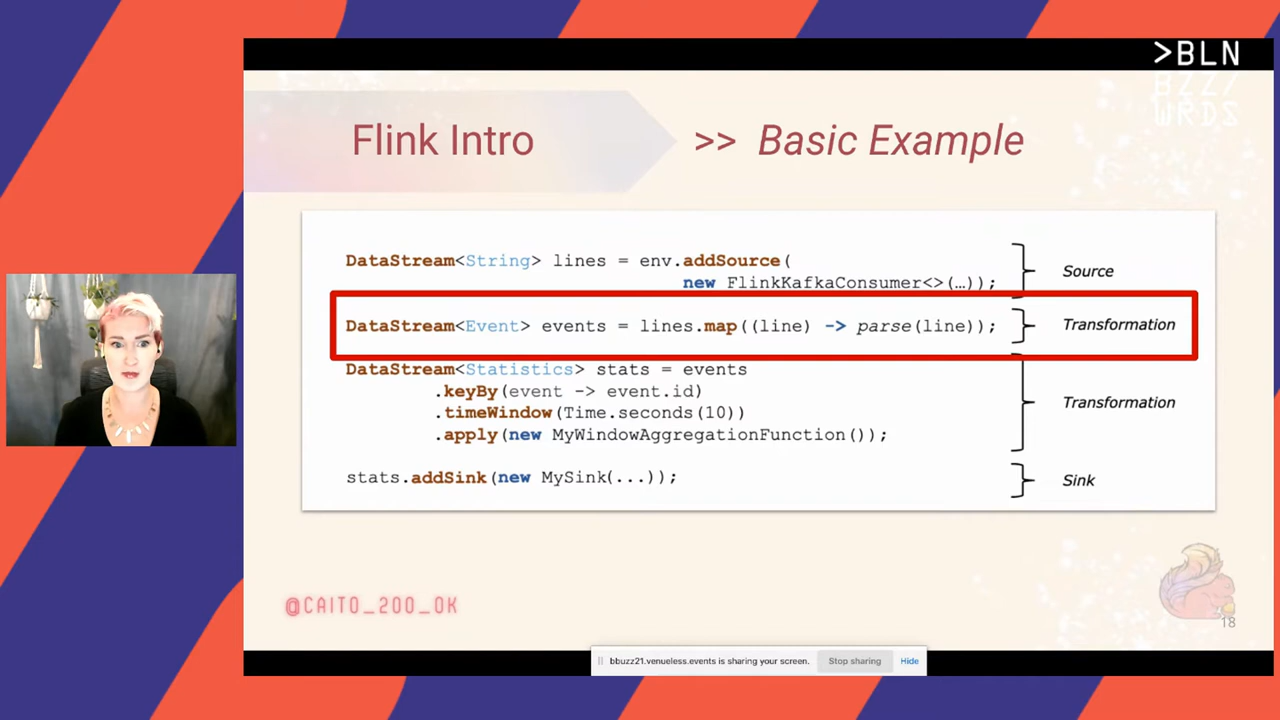 >BLN
BZZ/
WRDS
Flink Intro >> Basic Example
DataStream<String> lines = env.addSource(
new FlinkKafkaConsumer<>(…));
Source
DataStream<Event> events = lines.map((line) -> parse(line));
Transformation
DataStream<Statistics> stats = events
.keyBy(event -> event.id)
.timeWindow(Time.seconds(10))
.apply(new MyWindowAggregationFunction());
Transformation
stats.addSink(new MySink(...));
Sink
@CAITO_200_OK
18
bbuzz21.venueless.events is sharing your screen. Stop sharing Hide